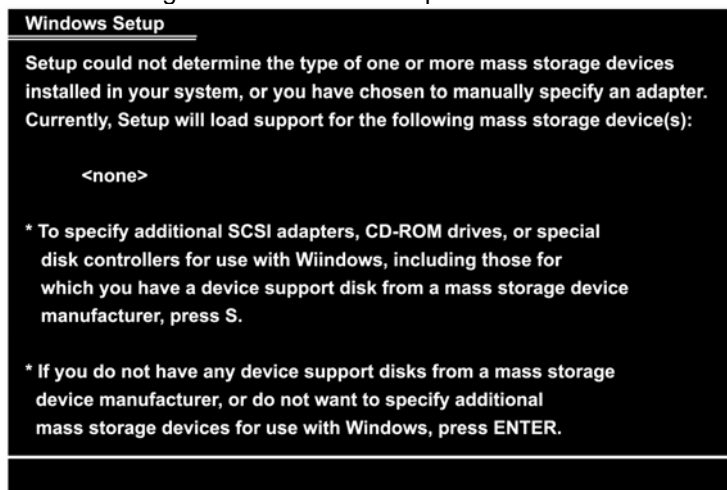 Windows Setup
Setup could not determine the type of one or more mass storage devices
installed in your system, or you have chosen to manually specify an adapter.
Currently, Setup will load support for the following mass storage device(s):
<none>
* To specify additional SCSI adapters, CD-ROM drives, or special
disk controllers for use with Wiindows, including those for
which you have a device support disk from a mass storage device
manufacturer, press S.
* If you do not have any device support disks from a mass storage
device manufacturer, or do not want to specify additional
mass storage devices for use with Windows, press ENTER.